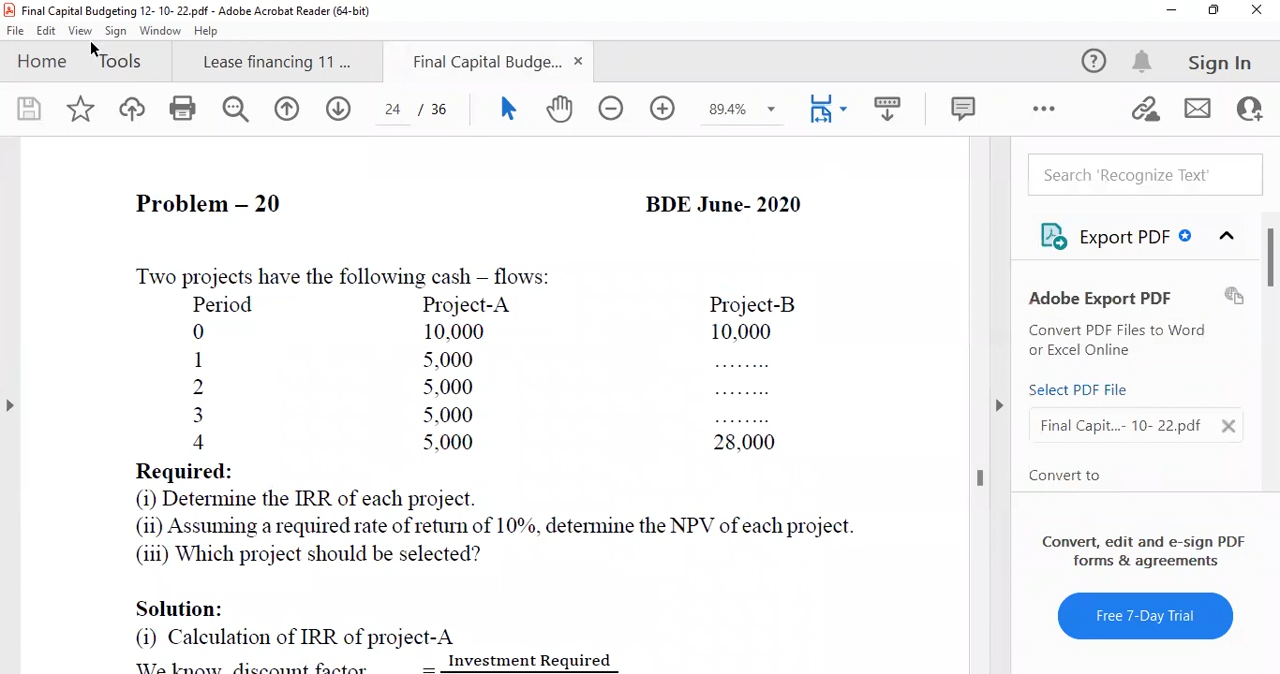 Final Capital Budgeting 12- 10- 22.pdf - Adobe Acrobat Reader (64-bit)
File Edit View Sign Window Help
Home Tools Lease financing 11 ... Final Capital Budge... × Sign In
24 / 36 89.4%
Problem – 20 BDE June- 2020
Two projects have the following cash – flows:
Period Project-A Project-B
0 10,000 10,000
1 5,000 ........
2 5,000 ........
3 5,000 ........
4 5,000 28,000
Required:
(i) Determine the IRR of each project.
(ii) Assuming a required rate of return of 10%, determine the NPV of each project.
(iii) Which project should be selected?
Solution:
(i) Calculation of IRR of project-A
We know, discount factor = Investment Required
Search 'Recognize Text'
Export PDF
Adobe Export PDF
Convert PDF Files to Word
or Excel Online
Select PDF File
Final Capit...- 10- 22.pdf
Convert to
Convert, edit and e-sign PDF
forms & agreements
Free 7-Day Trial